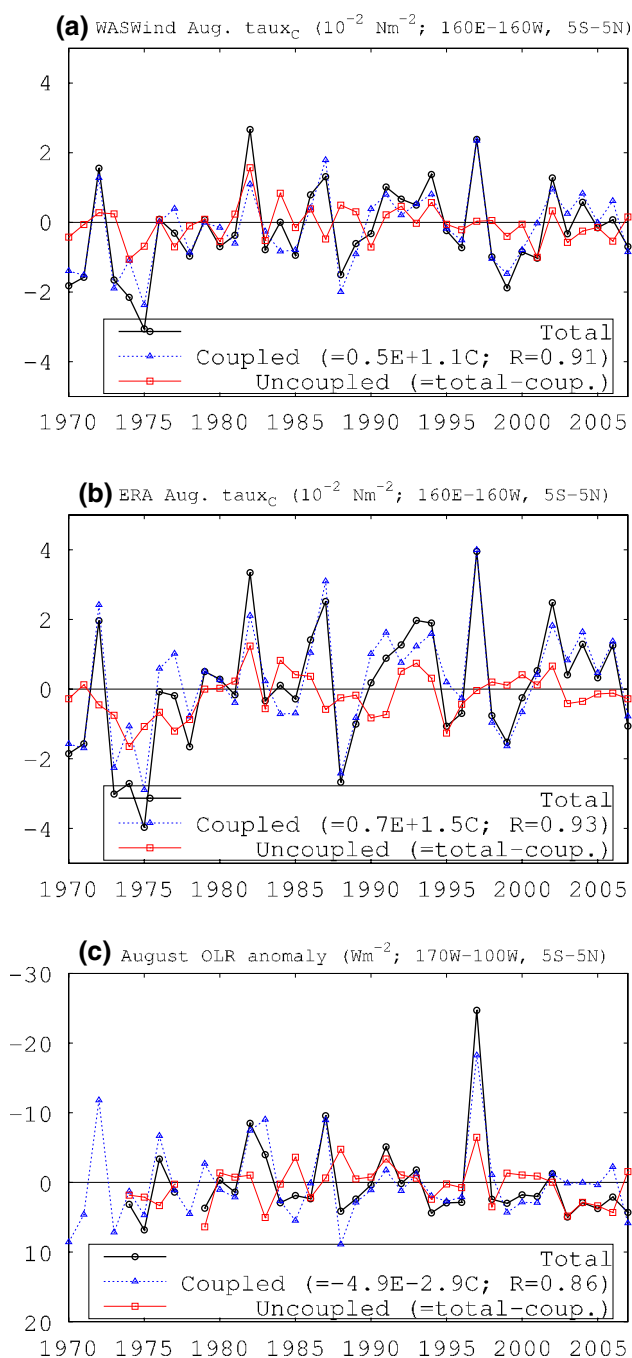 (a) WASWind Aug. taux_C (10^-2 Nm^-2; 160E-160W, 5S-5N)
4
2
0
-2
-4
Total
Coupled (=0.5E+1.1C; R=0.91)
Uncoupled (=total-coup.)
1970 1975 1980 1985 1990 1995 2000 2005
(b) ERA Aug. taux_C (10^-2 Nm^-2; 160E-160W, 5S-5N)
4
2
0
-2
-4
Total
Coupled (=0.7E+1.5C; R=0.93)
Uncoupled (=total-coup.)
1970 1975 1980 1985 1990 1995 2000 2005
(c) August OLR anomaly (Wm^-2; 170W-100W, 5S-5N)
-30
-20
-10
0
10
20
Total
Coupled (=-4.9E-2.9C; R=0.86)
Uncoupled (=total-coup.)
1970 1975 1980 1985 1990 1995 2000 2005